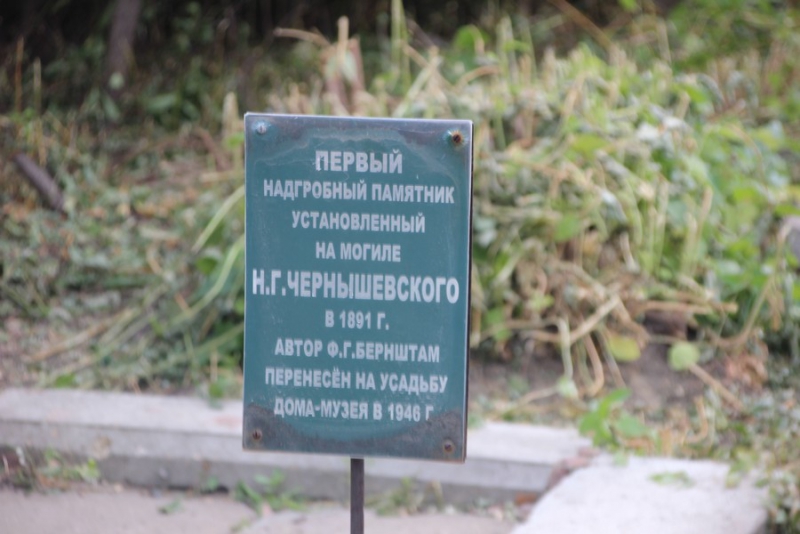 ПЕРВЫЙ
НАДГРОБНЫЙ ПАМЯТНИК
УСТАНОВЛЕННЫЙ
НА МОГИЛЕ
Н.Г.ЧЕРНЫШЕВСКОГО
В 1891 Г.
АВТОР Ф.Г.БЕРНШТАМ
ПЕРЕНЕСЁН НА УСАДЬБУ
ДОМА-МУЗЕЯ В 1946 Г